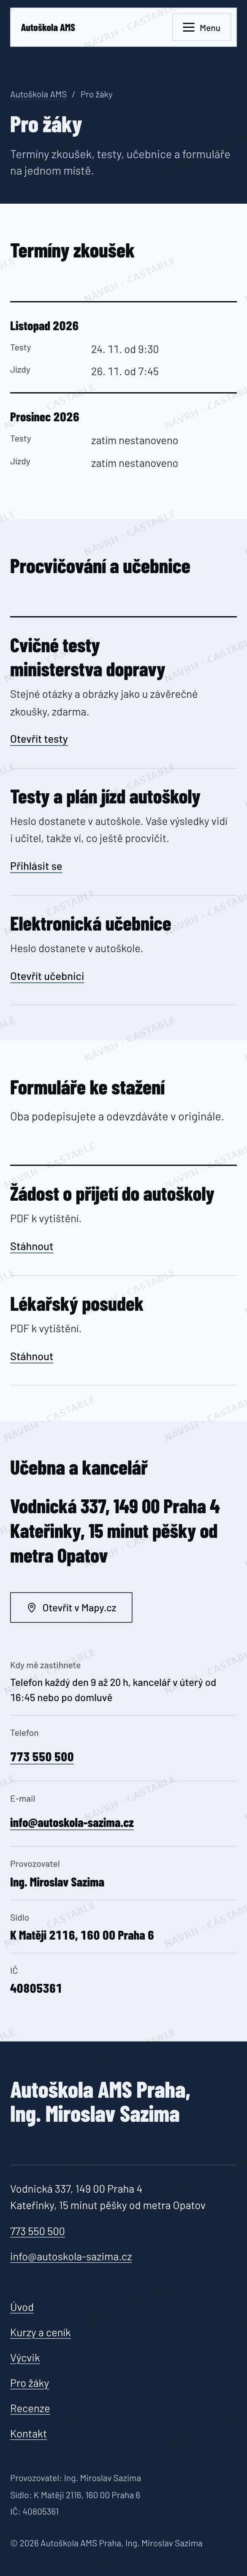 Autoškola AMS
Menu
Autoškola AMS / Pro žáky
Pro žáky
Termíny zkoušek, testy, učebnice a formuláře
na jednom místě.
Termíny zkoušek
Listopad 2026
Testy 24. 11. od 9:30
Jízdy 26. 11. od 7:45
Prosinec 2026
Testy zatím nestanoveno
Jízdy zatím nestanoveno
Procvičování a učebnice
Cvičné testy
ministerstva dopravy
Stejné otázky a obrázky jako u závěrečné
zkoušky, zdarma.
Otevřít testy
Testy a plán jízd autoškoly
Heslo dostanete v autoškole. Vaše výsledky vidí
i učitel, takže ví, co ještě procvičit.
Přihlásit se
Elektronická učebnice
Heslo dostanete v autoškole.
Otevřít učebnici
Formuláře ke stažení
Oba podepisujete a odevzdáváte v originále.
Žádost o přijetí do autoškoly
PDF k vytištění.
Stáhnout
Lékařský posudek
PDF k vytištění.
Stáhnout
Učebna a kancelář
Vodnická 337, 149 00 Praha 4
Kateřinky, 15 minut pěšky od
metra Opatov
Otevřít v Mapy.cz
Kdy mě zastihnete
Telefon každý den 9 až 20 h, kancelář v úterý od
16:45 nebo po domluvě
Telefon
773 550 500
E-mail
info@autoskola-sazima.cz
Provozovatel
Ing. Miroslav Sazima
Sídlo
K Matěji 2116, 160 00 Praha 6
IČ
40805361
Autoškola AMS Praha,
Ing. Miroslav Sazima
Vodnická 337, 149 00 Praha 4
Kateřinky, 15 minut pěšky od metra Opatov
773 550 500
info@autoskola-sazima.cz
Úvod
Kurzy a ceník
Výcvik
Pro žáky
Recenze
Kontakt
Provozovatel: Ing. Miroslav Sazima
Sídlo: K Matěji 2116, 160 00 Praha 6
IČ: 40805361
© 2026 Autoškola AMS Praha, Ing. Miroslav Sazima
NÁVRH · CASTABLE